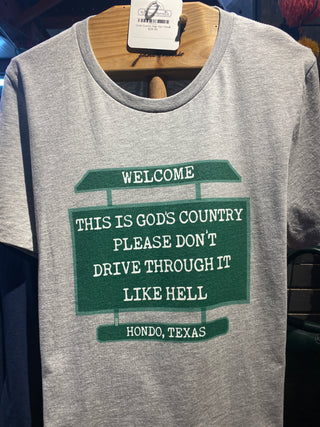 WELCOME
THIS IS GOD'S COUNTRY
PLEASE DON'T
DRIVE THROUGH IT
LIKE HELL
HONDO, TEXAS